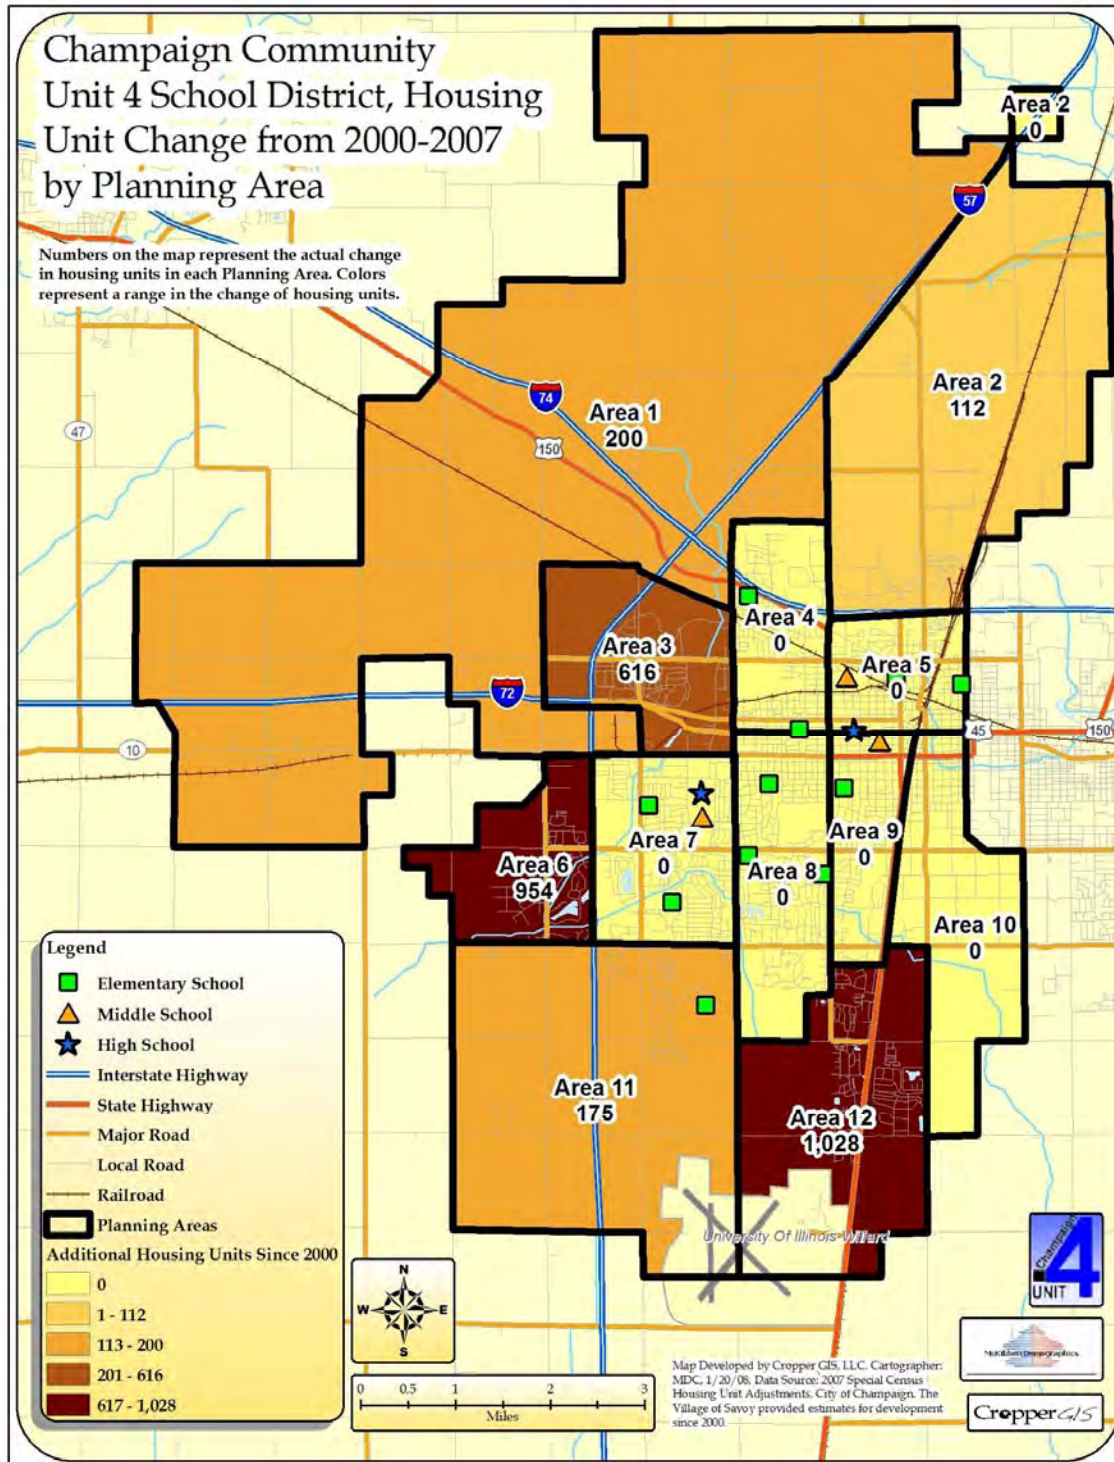 Champaign Community
Unit 4 School District, Housing
Unit Change from 2000-2007
by Planning Area
Numbers on the map represent the actual change
in housing units in each Planning Area. Colors
represent a range in the change of housing units.
Area 2
0
57
Area 2
112
74
Area 1
200
150
47
Area 4
0
Area 3
616
Area 5
0
72
10
45
150
Area 7
0
Area 9
0
Area 6
954
Area 8
0
Area 10
0
Area 11
175
Area 12
1,028
University Of Illinois Willard
Legend
Elementary School
Middle School
High School
Interstate Highway
State Highway
Major Road
Local Road
Railroad
Planning Areas
Additional Housing Units Since 2000
0
1 - 112
113 - 200
201 - 616
617 - 1,028
N
W E
S
0 0.5 1 2 3
Miles
Map Developed by Cropper GIS, LLC. Cartographer:
MDC, 1/20/08. Data Source: 2007 Special Census
Housing Unit Adjustments, City of Champaign. The
Village of Savoy provided estimates for development
since 2000.
Champaign
UNIT
4
McKibben Demographics
Cropper GIS